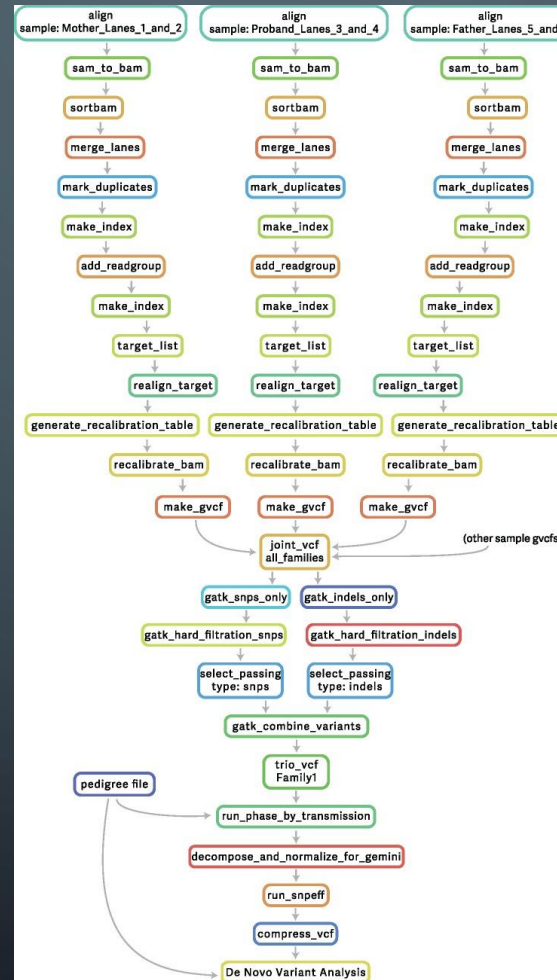 align
sample: Mother_Lanes_1_and_2
align
sample: Proband_Lanes_3_and_4
align
sample: Father_Lanes_5_and
sam_to_bam
sam_to_bam
sam_to_bam
sortbam
sortbam
sortbam
merge_lanes
merge_lanes
merge_lanes
mark_duplicates
mark_duplicates
mark_duplicates
make_index
make_index
make_index
add_readgroup
add_readgroup
add_readgroup
make_index
make_index
make_index
target_list
target_list
target_list
realign_target
realign_target
realign_target
generate_recalibration_table
generate_recalibration_table
generate_recalibration_table
recalibrate_bam
recalibrate_bam
recalibrate_bam
make_gvcf
make_gvcf
make_gvcf
joint_vcf
all_families
(other sample gvcfs
gatk_snps_only
gatk_indels_only
gatk_hard_filtration_snps
gatk_hard_filtration_indels
select_passing
type: snps
select_passing
type: indels
gatk_combine_variants
trio_vcf
Family1
pedigree file
run_phase_by_transmission
decompose_and_normalize_for_gemini
run_snpeff
compress_vcf
De Novo Variant Analysis